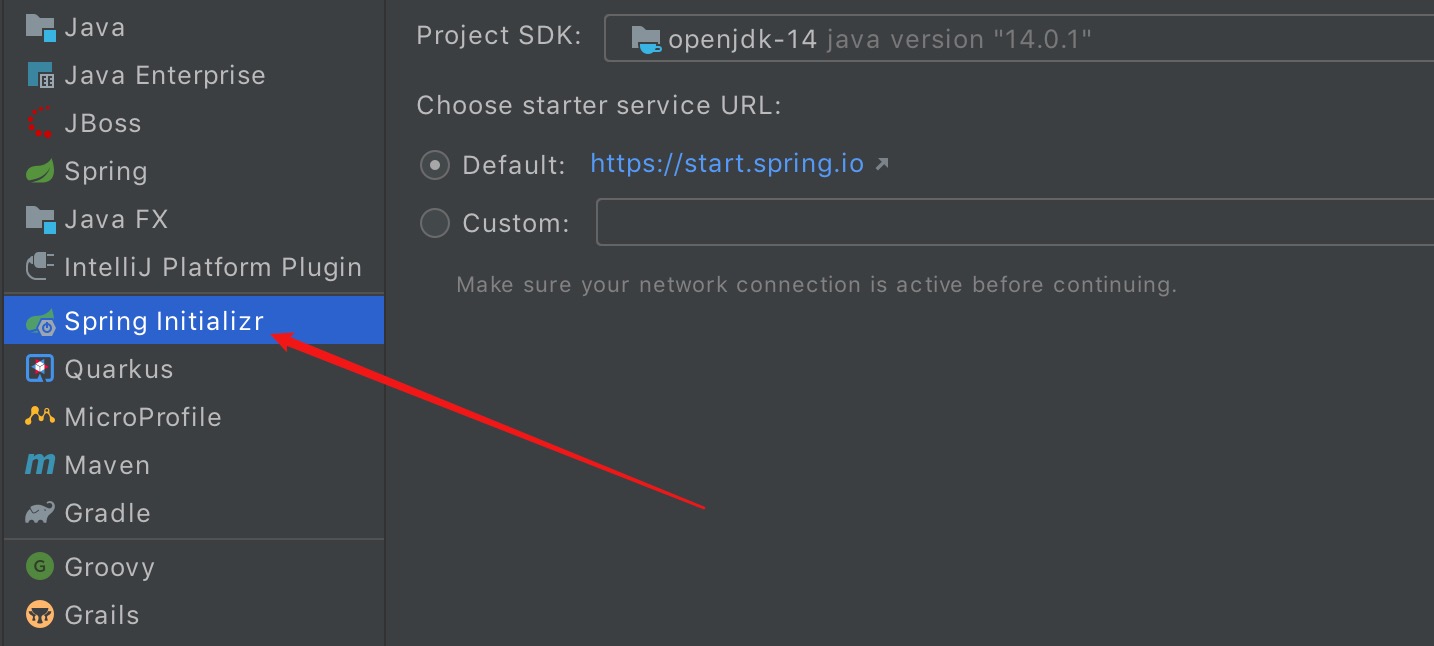 Java
Java Enterprise
JBoss
Spring
Java FX
IntelliJ Platform Plugin
Spring Initializr
Quarkus
MicroProfile
Maven
Gradle
Groovy
Grails
Project SDK: openjdk-14 java version "14.0.1"
Choose starter service URL:
Default: https://start.spring.io
Custom:
Make sure your network connection is active before continuing.